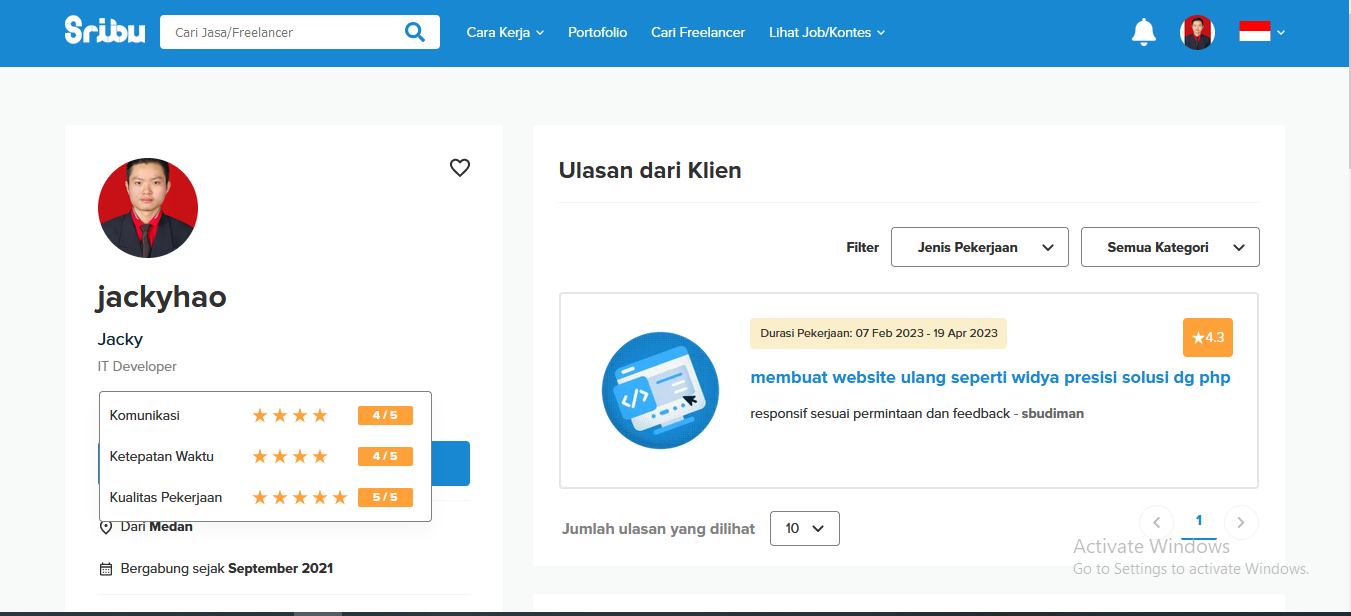 Sribu
Cari Jasa/Freelancer
Cara Kerja
Portofolio
Cari Freelancer
Lihat Job/Kontes
jackyhao
Jacky
IT Developer
Komunikasi 4 / 5
Ketepatan Waktu 4 / 5
Kualitas Pekerjaan 5 / 5
Dari Medan
Bergabung sejak September 2021
Ulasan dari Klien
Filter
Jenis Pekerjaan
Semua Kategori
Durasi Pekerjaan: 07 Feb 2023 - 19 Apr 2023
★4.3
membuat website ulang seperti widya presisi solusi dg php
responsif sesuai permintaan dan feedback - sbudiman
Jumlah ulasan yang dilihat
10
1
Activate Windows
Go to Settings to activate Windows.